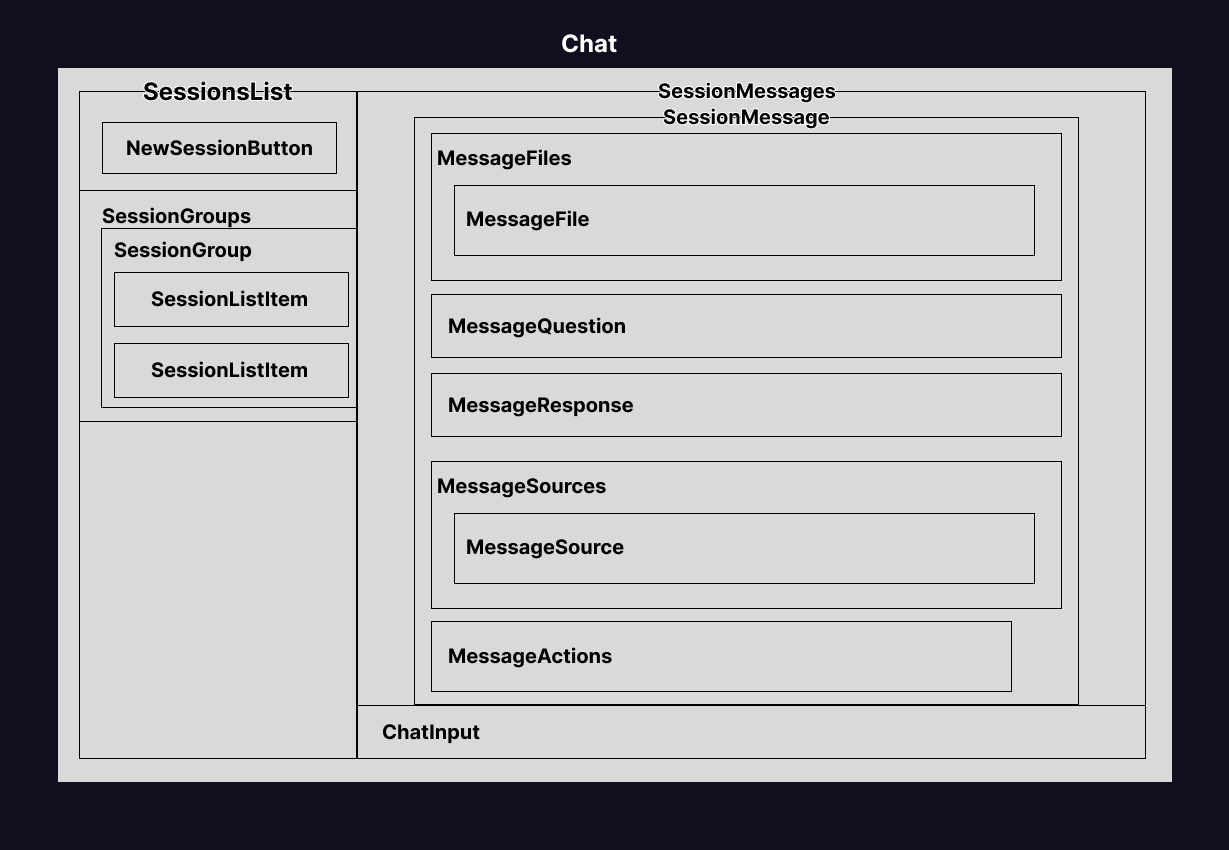 Chat
SessionsList
NewSessionButton
SessionGroups
SessionGroup
SessionListItem
SessionListItem
SessionMessages
SessionMessage
MessageFiles
MessageFile
MessageQuestion
MessageResponse
MessageSources
MessageSource
MessageActions
ChatInput